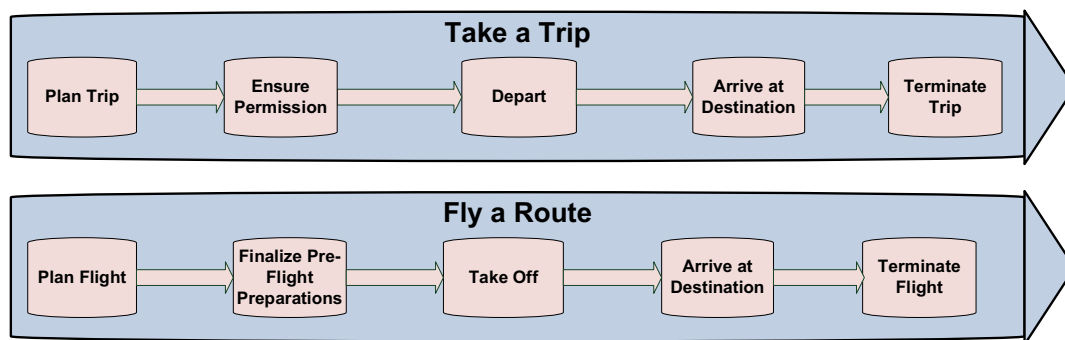 Take a Trip
Plan Trip
Ensure
Permission
Depart
Arrive at
Destination
Terminate
Trip
Fly a Route
Plan Flight
Finalize Pre-
Flight
Preparations
Take Off
Arrive at
Destination
Terminate
Flight